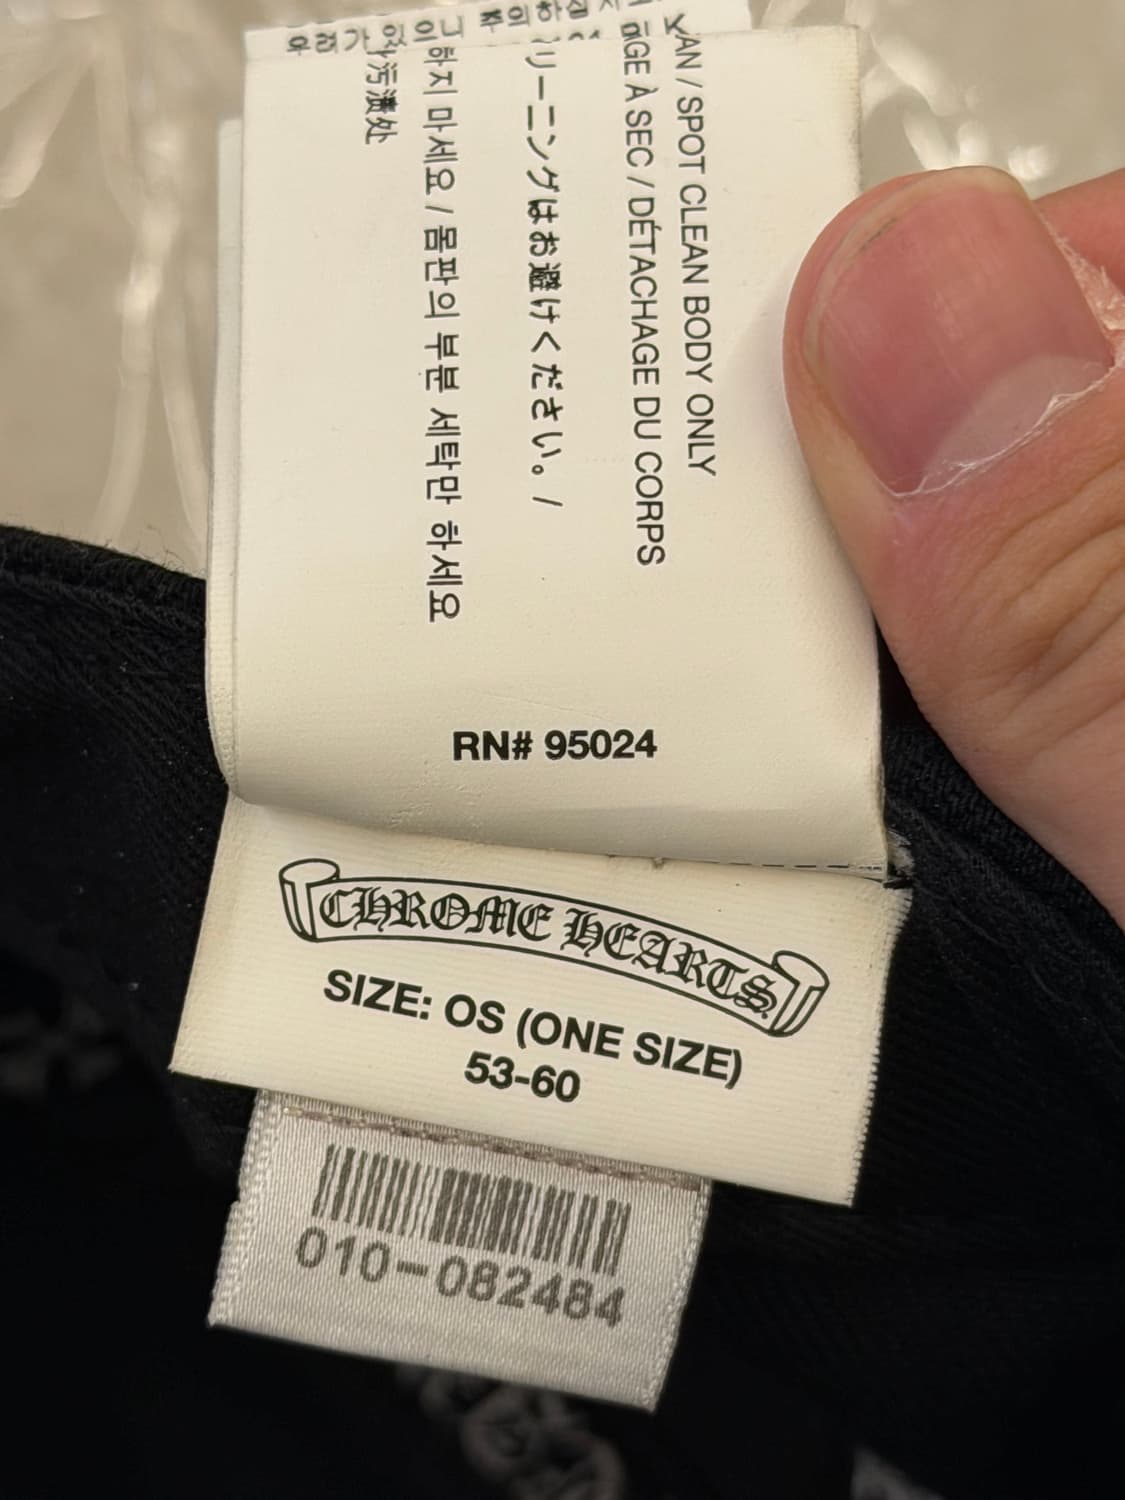 / SPOT CLEAN BODY ONLY
À SEC / DÉTACHAGE DU CORPS
リーニングはお避けください。/
하지 마세요 / 몸판의 부분 세탁만 하세요
污渍处
RN# 95024
CHROME HEARTS
SIZE: OS (ONE SIZE)
53-60
010-082484